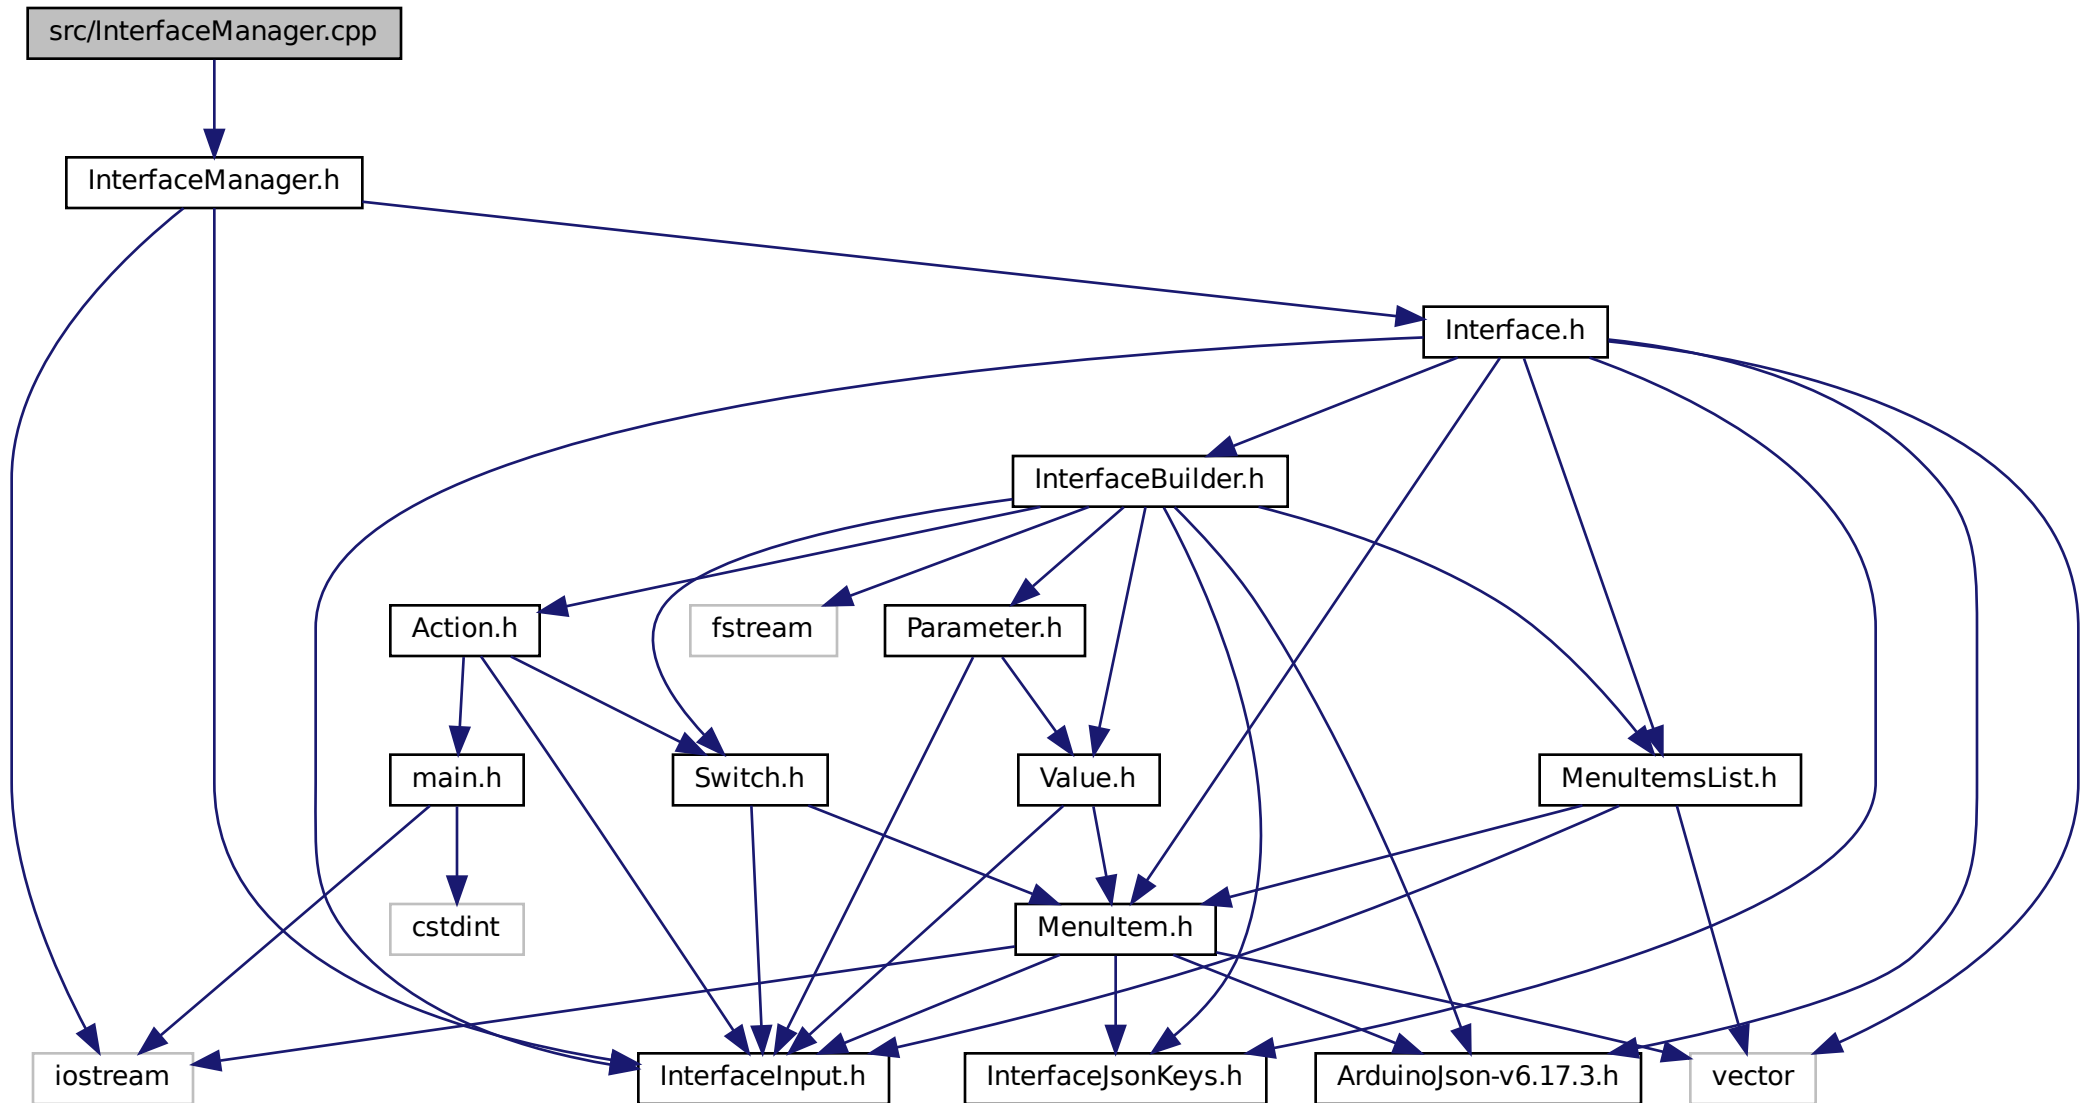 src/InterfaceManager.cpp
InterfaceManager.h
Interface.h
InterfaceBuilder.h
Action.h
fstream
Parameter.h
main.h
Switch.h
Value.h
MenuItemsList.h
cstdint
MenuItem.h
iostream
InterfaceInput.h
InterfaceJsonKeys.h
ArduinoJson-v6.17.3.h
vector